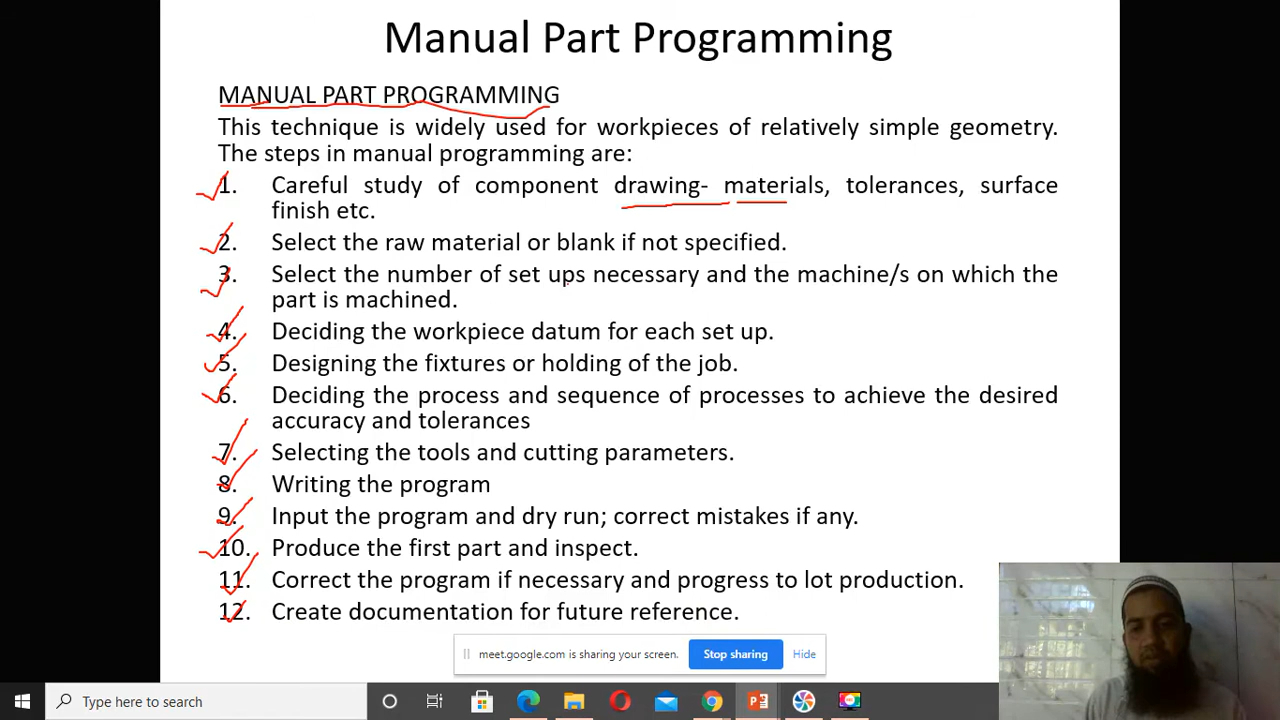 Manual Part Programming
MANUAL PART PROGRAMMING
This technique is widely used for workpieces of relatively simple geometry.
The steps in manual programming are:
1. Careful study of component drawing- materials, tolerances, surface
finish etc.
2. Select the raw material or blank if not specified.
3. Select the number of set ups necessary and the machine/s on which the
part is machined.
4. Deciding the workpiece datum for each set up.
5. Designing the fixtures or holding of the job.
6. Deciding the process and sequence of processes to achieve the desired
accuracy and tolerances
7. Selecting the tools and cutting parameters.
8. Writing the program
9. Input the program and dry run; correct mistakes if any.
10. Produce the first part and inspect.
11. Correct the program if necessary and progress to lot production.
12. Create documentation for future reference.
meet.google.com is sharing your screen. Stop sharing Hide
Type here to search